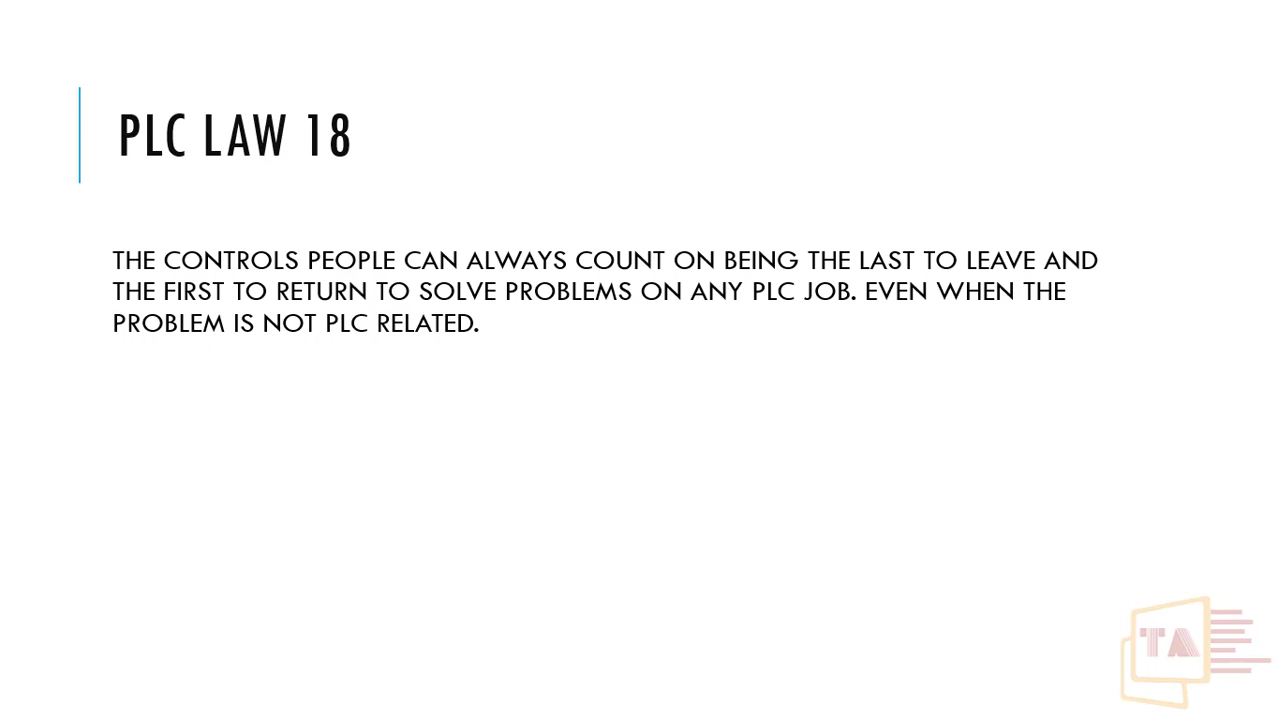 PLC LAW 18
THE CONTROLS PEOPLE CAN ALWAYS COUNT ON BEING THE LAST TO LEAVE AND
THE FIRST TO RETURN TO SOLVE PROBLEMS ON ANY PLC JOB. EVEN WHEN THE
PROBLEM IS NOT PLC RELATED.
TA